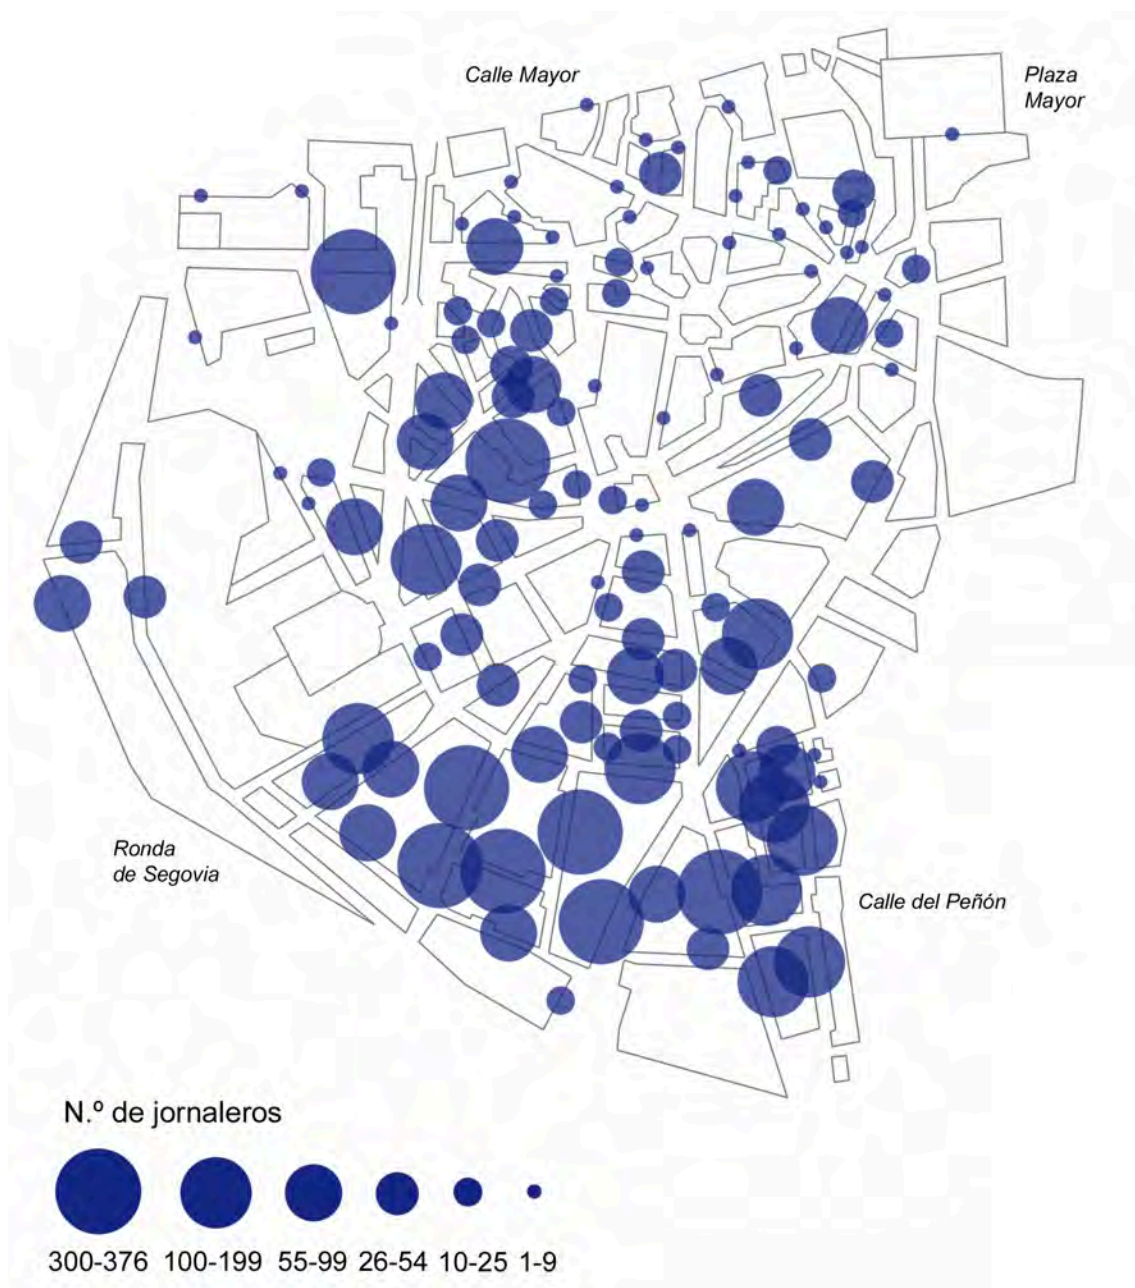 Calle Mayor
Plaza
Mayor
Ronda
de Segovia
Calle del Peñón
N.º de jornaleros
300-376 100-199 55-99 26-54 10-25 1-9